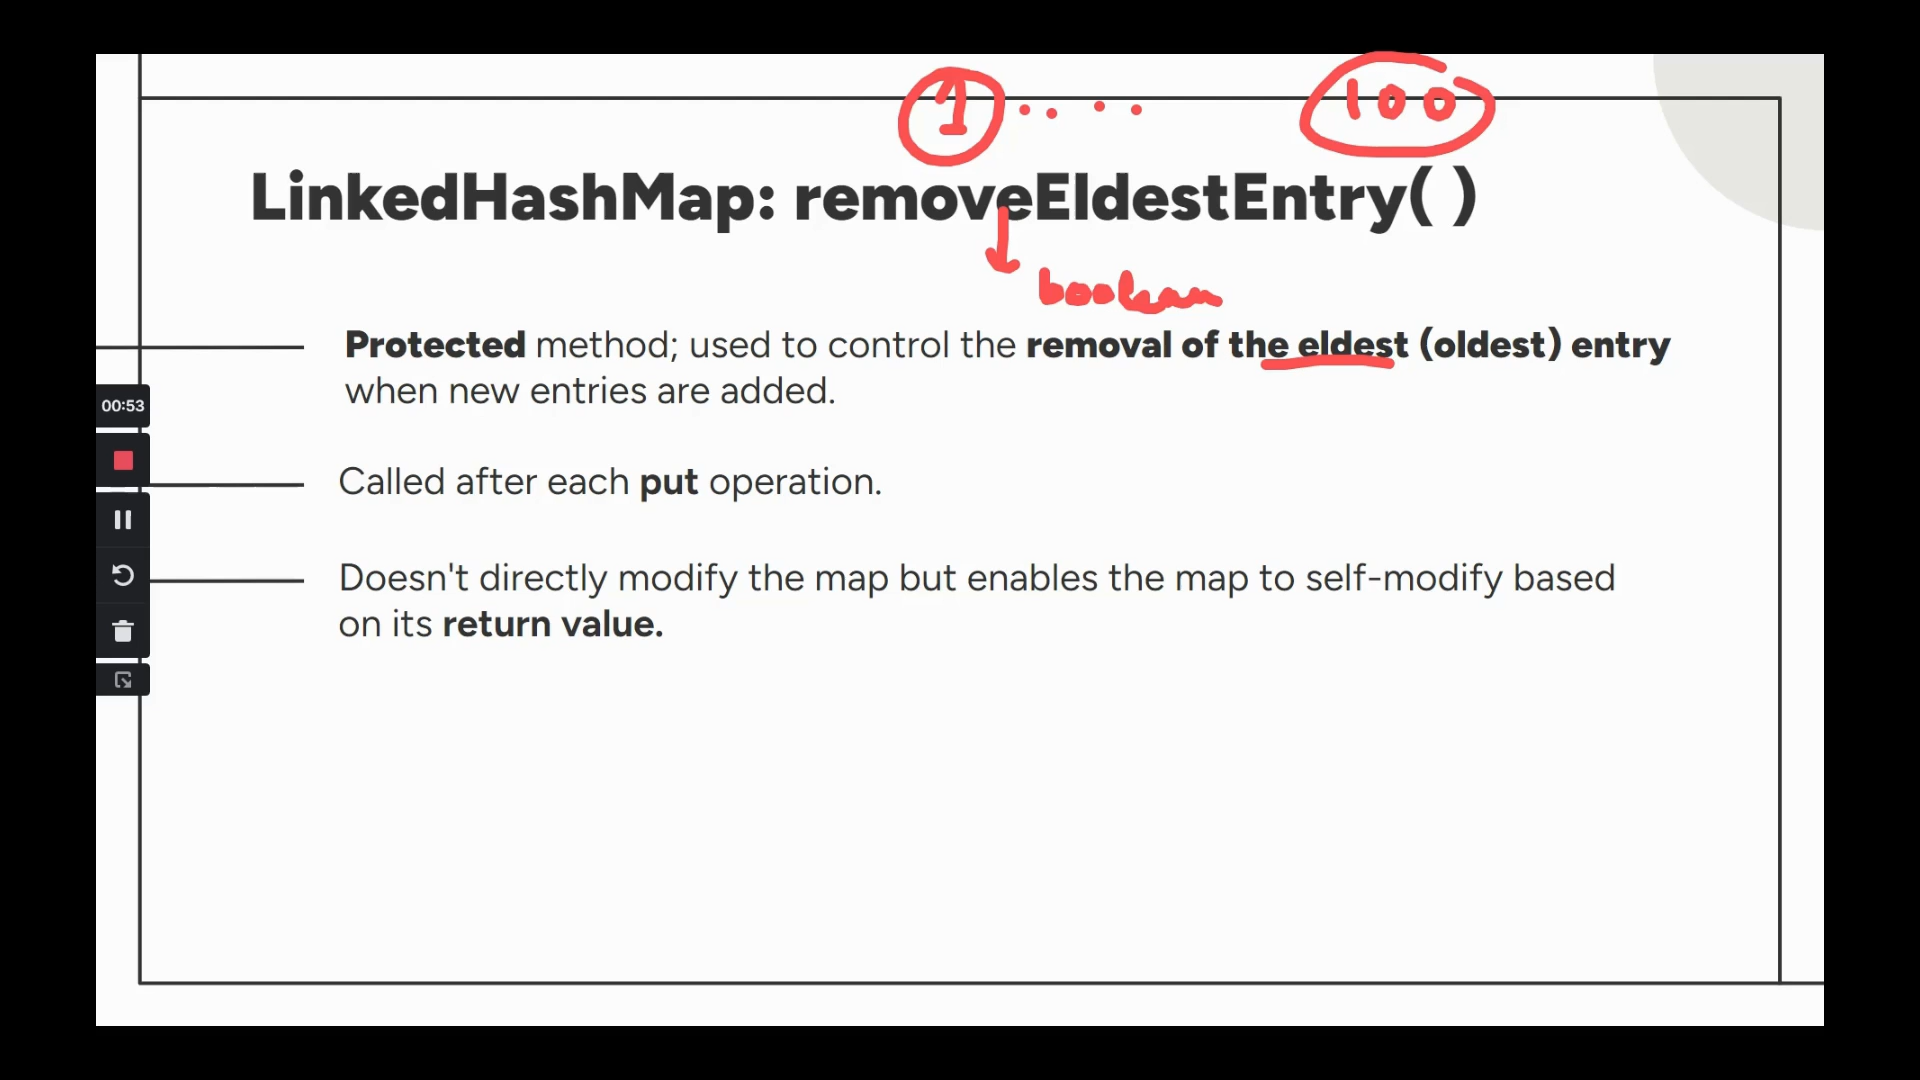 1 .... 100
LinkedHashMap: removeEldestEntry( )
boolean
Protected method; used to control the removal of the eldest (oldest) entry
when new entries are added.
00:53
Called after each put operation.
Doesn't directly modify the map but enables the map to self-modify based
on its return value.